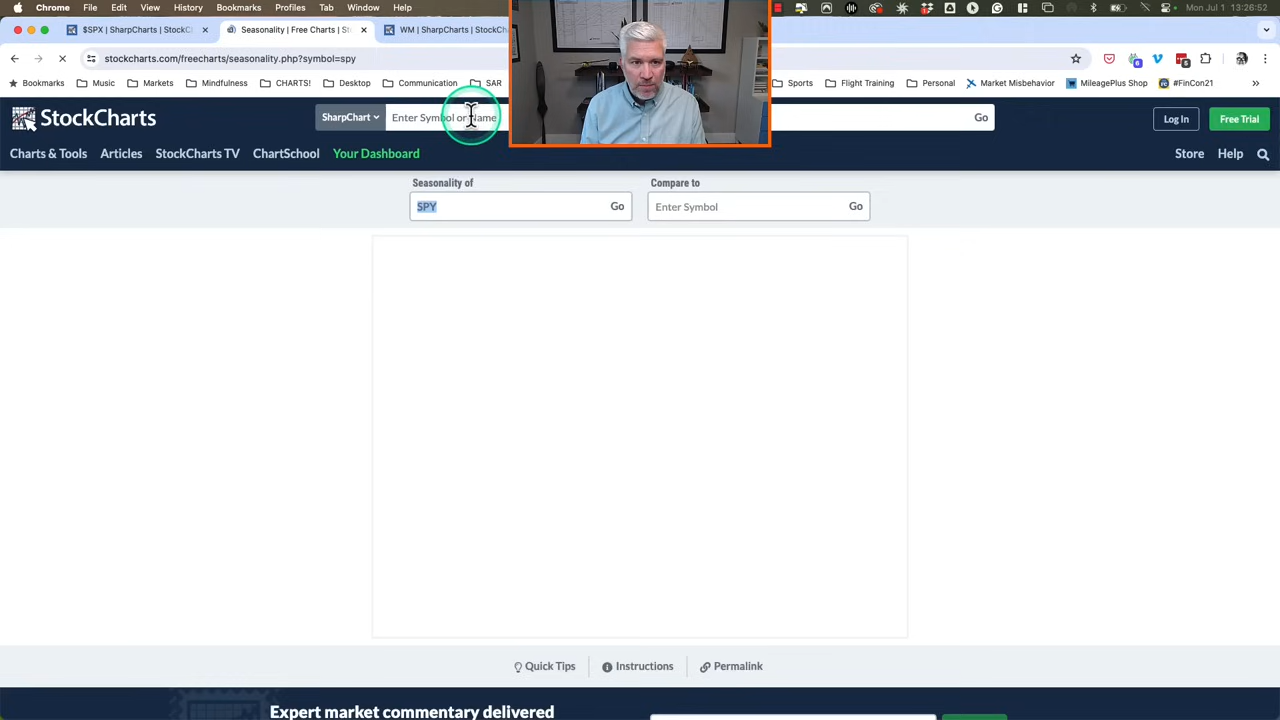 Chrome File Edit View History Bookmarks Profiles Tab Window Help Mon Jul 1 13:26:52
$SPX | SharpCharts | StockC Seasonality | Free Charts | St WM | SharpCharts | StockCh
stockcharts.com/freecharts/seasonality.php?symbol=spy
Bookmarks Music Markets Mindfulness CHARTS! Desktop Communication SAR Sports Flight Training Personal Market Misbehavior MileagePlus Shop #FinCon21
StockCharts SharpChart Enter Symbol or Name Go Log In Free Trial
Charts & Tools Articles StockCharts TV ChartSchool Your Dashboard Store Help
Seasonality of Compare to
SPY Go Enter Symbol Go
Quick Tips Instructions Permalink
Expert market commentary delivered